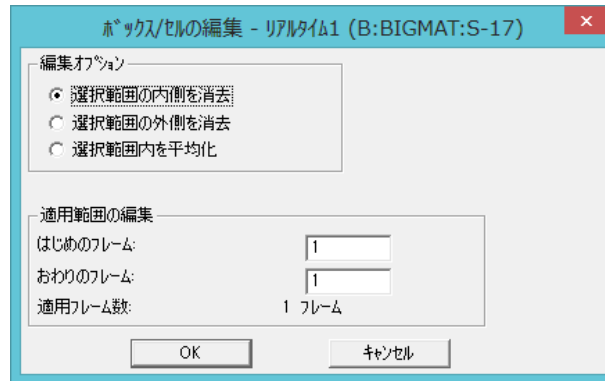 ﾎﾞｯｸｽ/ｾﾙの編集 - ﾘｱﾙﾀｲﾑ1 (B:BIGMAT:S-17)
編集ｵﾌﾟｼｮﾝ
選択範囲の内側を消去
選択範囲の外側を消去
選択範囲内を平均化
適用範囲の編集
はじめのﾌﾚｰﾑ: 1
おわりのﾌﾚｰﾑ: 1
適用ﾌﾚｰﾑ数: 1 ﾌﾚｰﾑ
OK ｷｬﾝｾﾙ